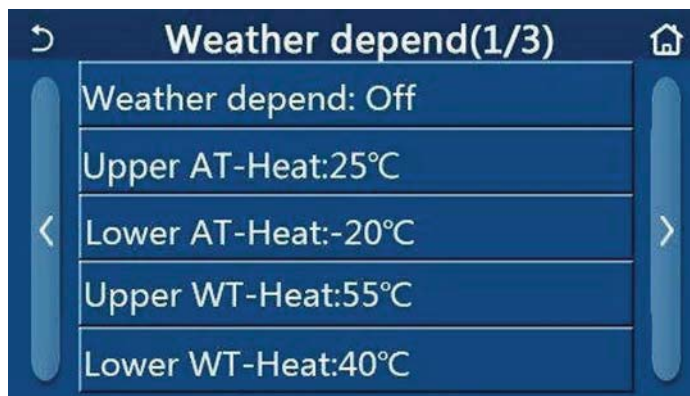 Weather depend(1/3)
Weather depend: Off
Upper AT-Heat:25℃
Lower AT-Heat:-20℃
Upper WT-Heat:55℃
Lower WT-Heat:40℃